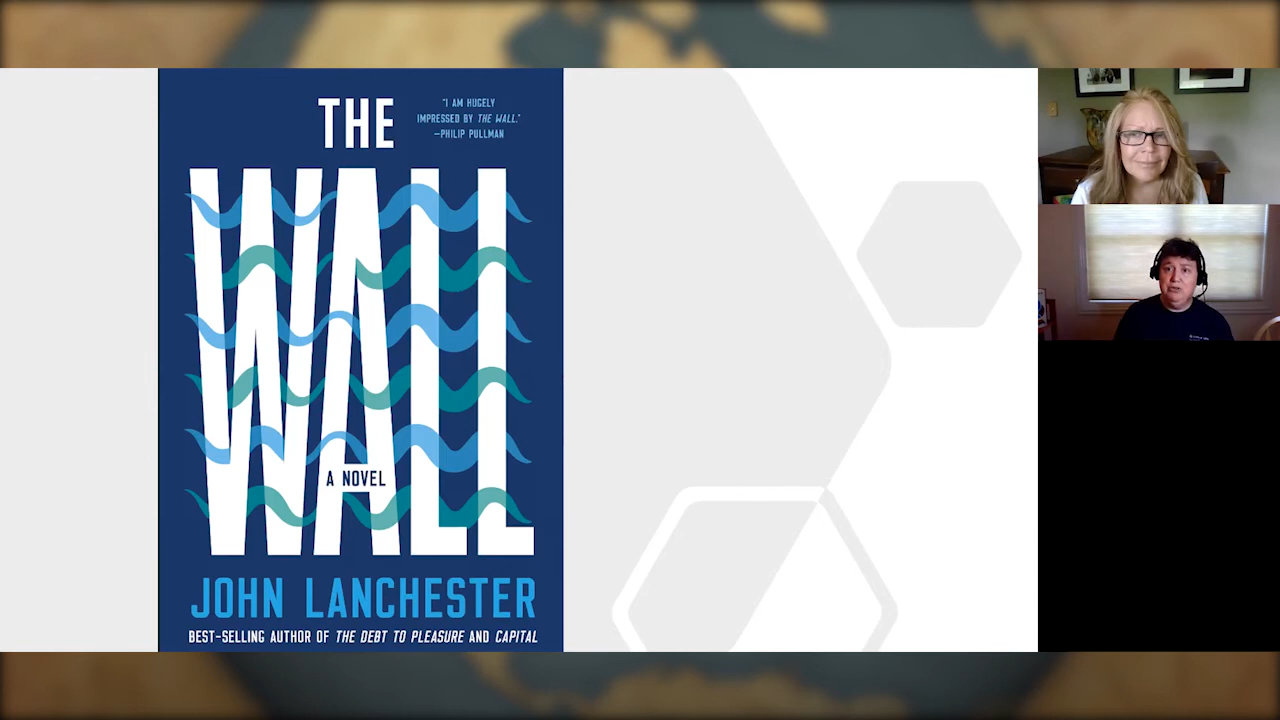 THE
"I AM HUGELY
IMPRESSED BY THE WALL."
—PHILIP PULLMAN
WALL
A NOVEL
JOHN LANCHESTER
BEST-SELLING AUTHOR OF THE DEBT TO PLEASURE AND CAPITAL